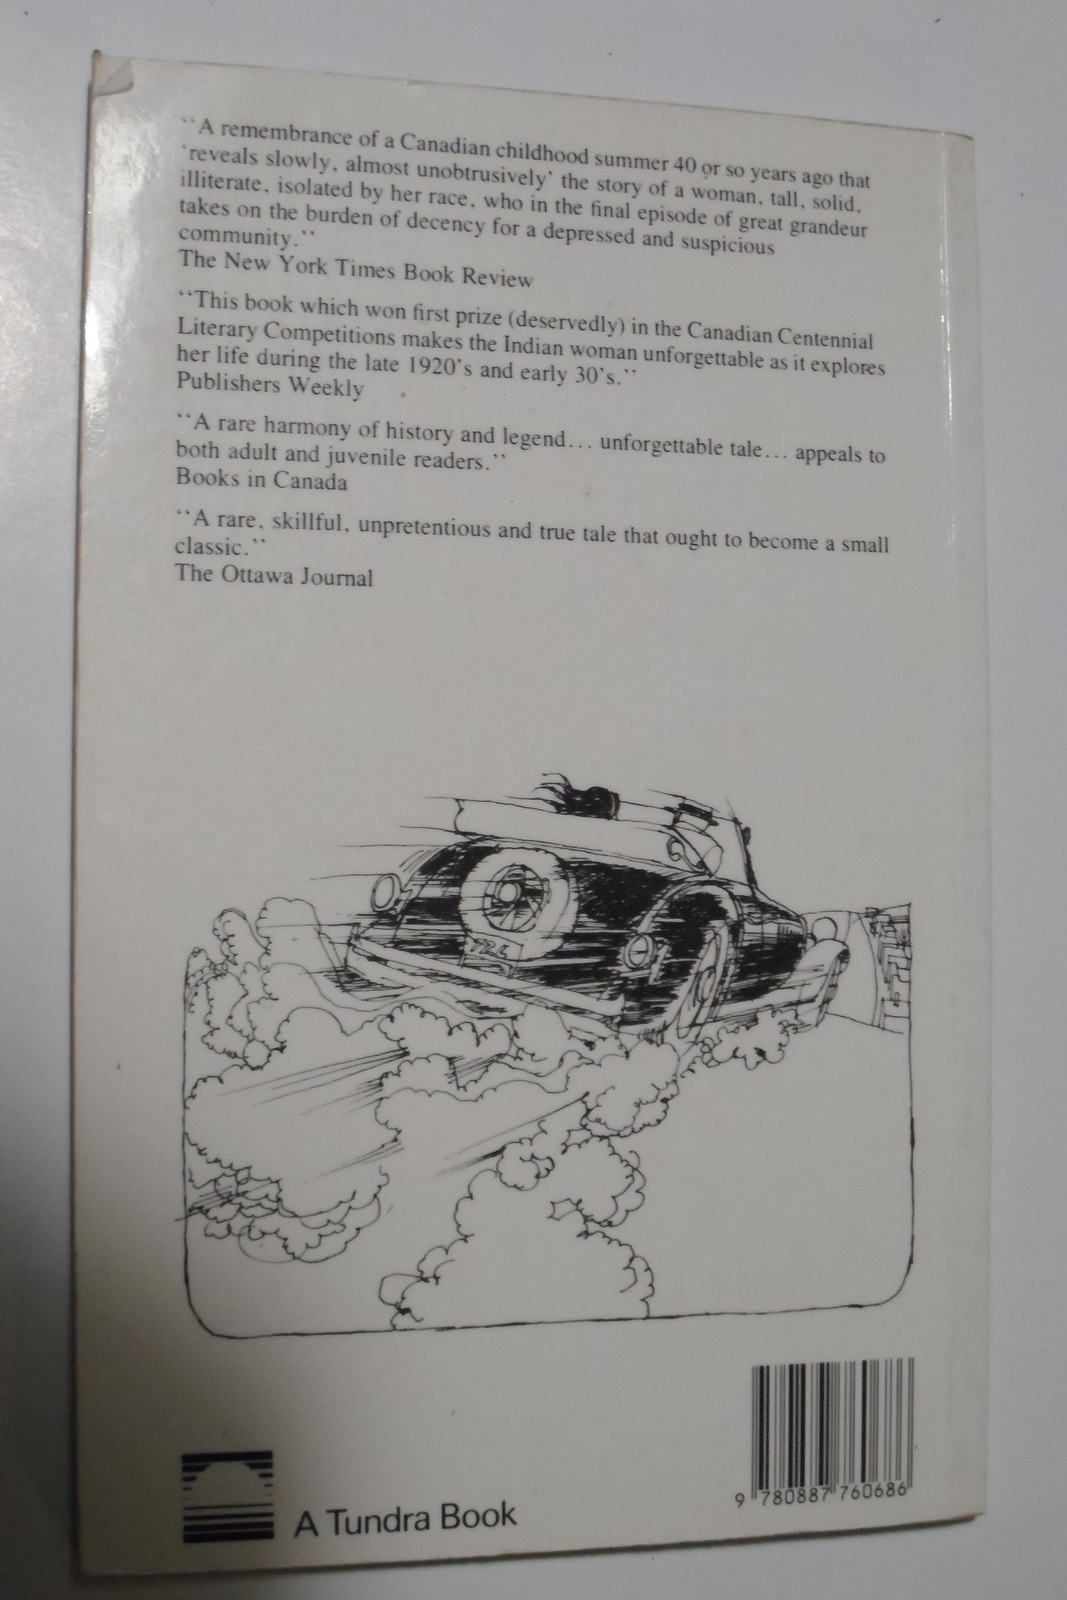 "A remembrance of a Canadian childhood summer 40 or so years ago that
'reveals slowly, almost unobtrusively' the story of a woman, tall, solid,
illiterate, isolated by her race, who in the final episode of great grandeur
takes on the burden of decency for a depressed and suspicious
community."
The New York Times Book Review
"This book which won first prize (deservedly) in the Canadian Centennial
Literary Competitions makes the Indian woman unforgettable as it explores
her life during the late 1920's and early 30's."
Publishers Weekly
"A rare harmony of history and legend... unforgettable tale... appeals to
both adult and juvenile readers."
Books in Canada
"A rare, skillful, unpretentious and true tale that ought to become a small
classic."
The Ottawa Journal
A Tundra Book
9 780887 760686